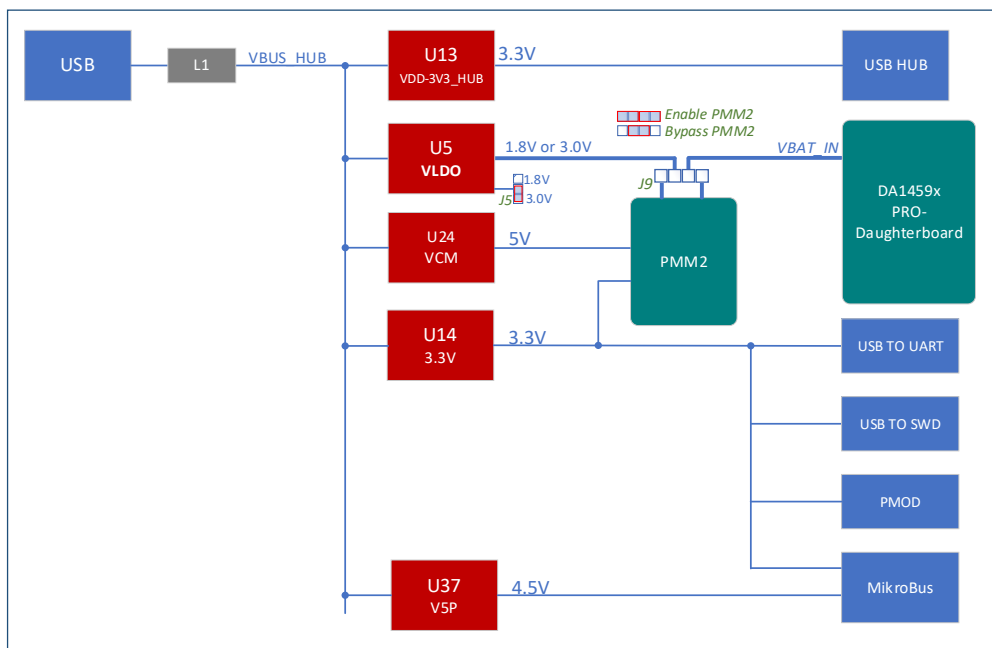 USB
L1
VBUS_HUB
U13
VDD-3V3_HUB
3.3V
USB HUB
Enable PMM2
Bypass PMM2
U5
VLDO
1.8V or 3.0V
VBAT_IN
J5
1.8V
3.0V
J9
DA1459x
PRO-
Daughterboard
U24
VCM
5V
PMM2
U14
3.3V
3.3V
USB TO UART
USB TO SWD
PMOD
U37
V5P
4.5V
MikroBus